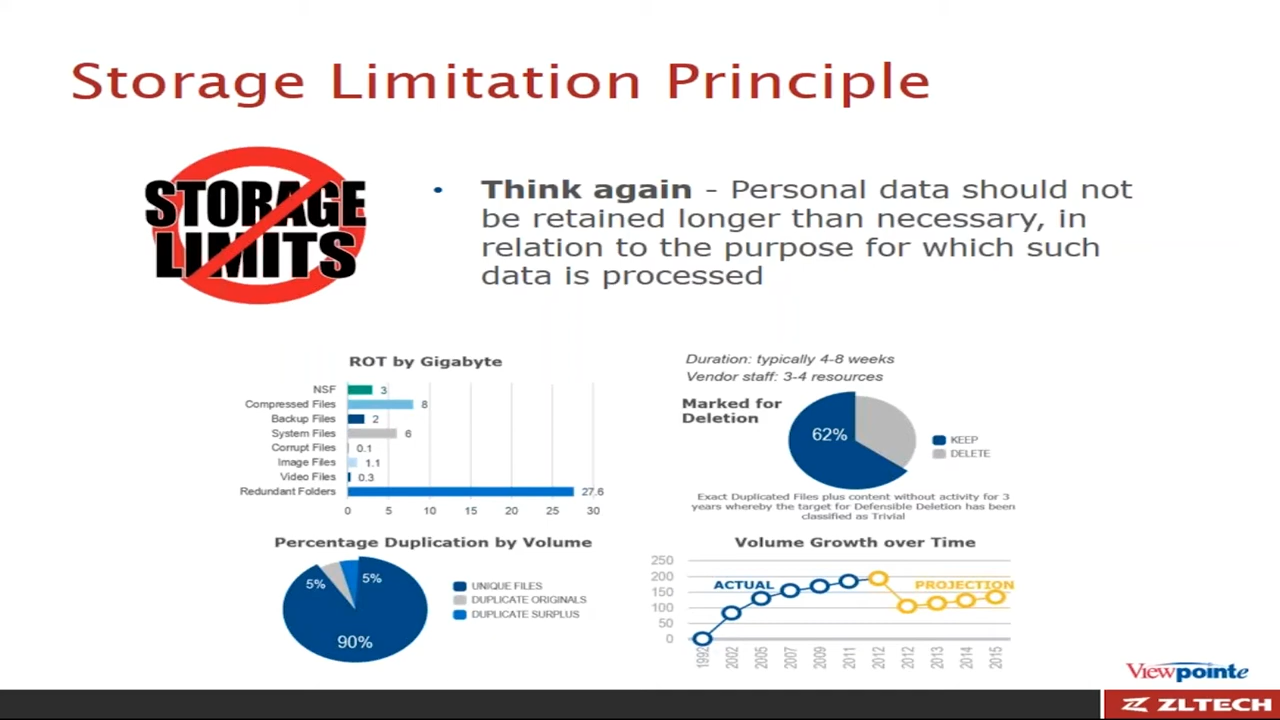 Storage Limitation Principle
STORAGE
LIMITS
• Think again - Personal data should not
be retained longer than necessary, in
relation to the purpose for which such
data is processed
ROT by Gigabyte
NSF 3
Compressed Files 8
Backup Files 2
System Files 6
Corrupt Files 0.1
Image Files 1.1
Video Files 0.3
Redundant Folders 27.6
0 5 10 15 20 25 30
Duration: typically 4-8 weeks
Vendor staff: 3-4 resources
Marked for
Deletion
62%
KEEP
DELETE
Exact Duplicated Files plus content without activity for 3
years whereby the target for Defensible Deletion has been
classified as Trivial
Percentage Duplication by Volume
5% 5%
90%
UNIQUE FILES
DUPLICATE ORIGINALS
DUPLICATE SURPLUS
Volume Growth over Time
250
200
150
100
50
0
ACTUAL PROJECTION
1992 2002 2005 2007 2009 2011 2012 2012 2013 2014 2015
Viewpointe
ZLTECH